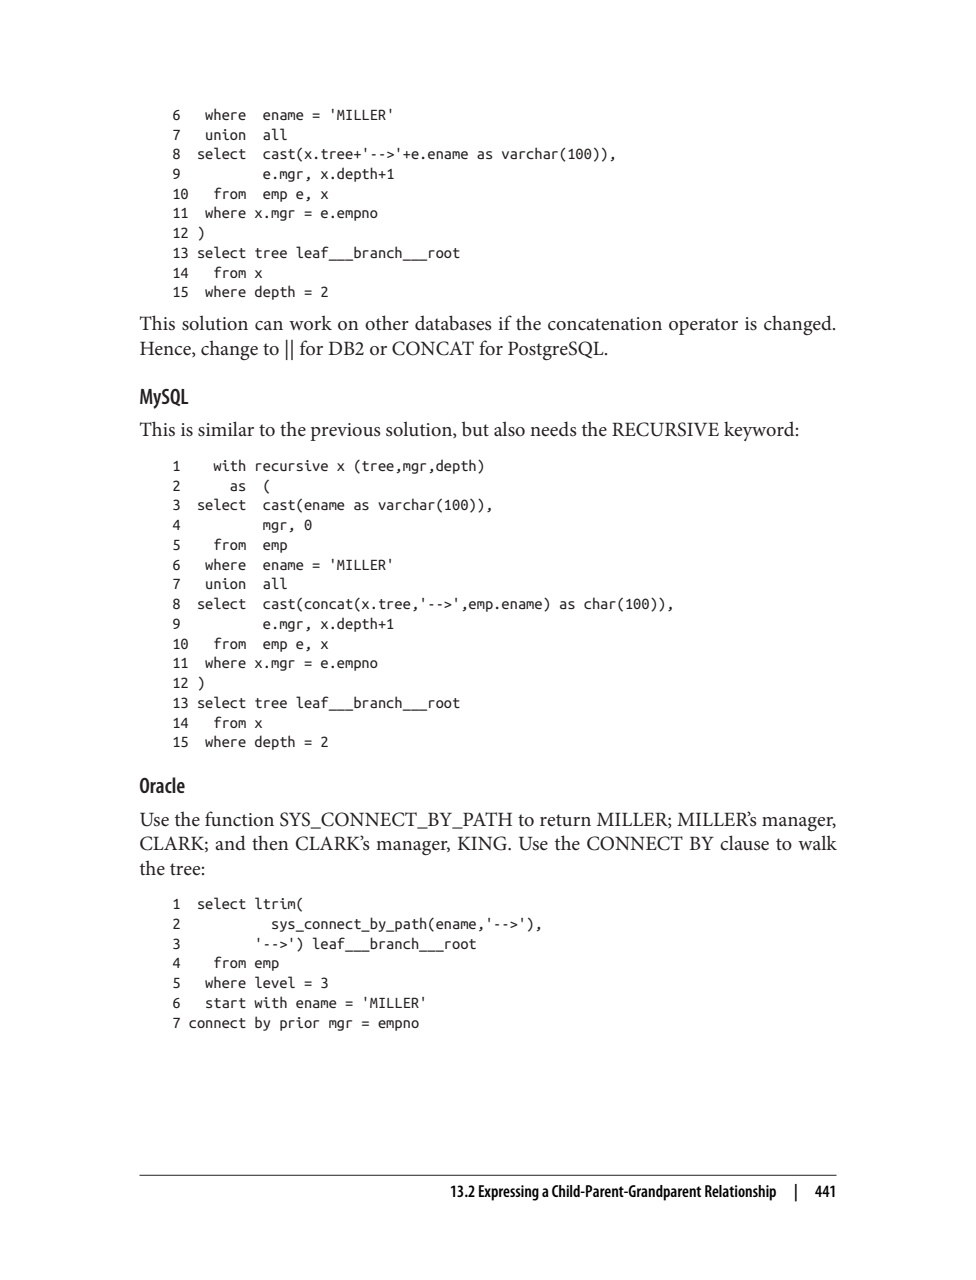 6   where  ename = 'MILLER'
7   union  all
8  select  cast(x.tree+'-->'+e.ename as varchar(100)),
9          e.mgr, x.depth+1
10   from  emp e, x
11  where x.mgr = e.empno
12 )
13 select tree leaf___branch___root
14   from x
15  where depth = 2
This solution can work on other databases if the concatenation operator is changed.
Hence, change to || for DB2 or CONCAT for PostgreSQL.
MySQL
This is similar to the previous solution, but also needs the RECURSIVE keyword:
1    with recursive x (tree,mgr,depth)
2      as  (
3  select  cast(ename as varchar(100)),
4          mgr, 0
5    from  emp
6   where  ename = 'MILLER'
7   union  all
8  select  cast(concat(x.tree,'-->',emp.ename) as char(100)),
9          e.mgr, x.depth+1
10   from  emp e, x
11  where x.mgr = e.empno
12 )
13 select tree leaf___branch___root
14   from x
15  where depth = 2
Oracle
Use the function SYS_CONNECT_BY_PATH to return MILLER; MILLER’s manager,
CLARK; and then CLARK’s manager, KING. Use the CONNECT BY clause to walk
the tree:
1  select ltrim(
2           sys_connect_by_path(ename,'-->'),
3         '-->') leaf___branch___root
4    from emp
5   where level = 3
6   start with ename = 'MILLER'
7 connect by prior mgr = empno
13.2 Expressing a Child-Parent-Grandparent Relationship | 441